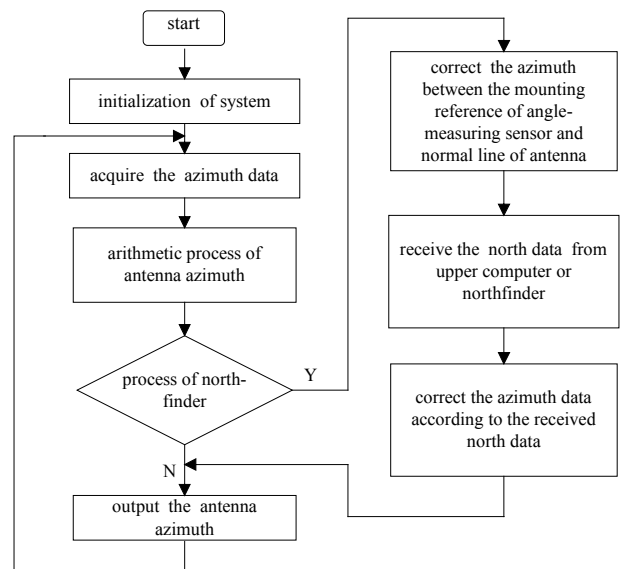 start
initialization of system
acquire the azimuth data
arithmetic process of
antenna azimuth
process of north-
finder
Y
N
output the antenna
azimuth
correct the azimuth
between the mounting
reference of angle-
measuring sensor and
normal line of antenna
receive the north data from
upper computer or
northfinder
correct the azimuth data
according to the received
north data